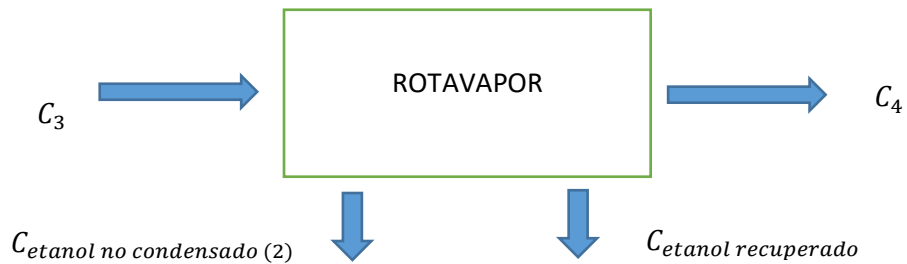 ROTAVAPOR
C3
C4
Cetanol no condensado (2)
Cetanol recuperado